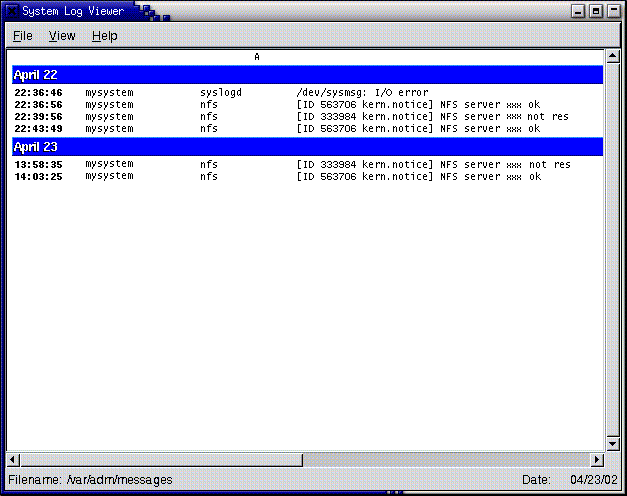 System Log Viewer
File View Help
A
April 22
22:36:46 mysystem syslogd /dev/sysmsg: I/O error
22:36:56 mysystem nfs [ID 563706 kern.notice] NFS server xxx ok
22:39:56 mysystem nfs [ID 333984 kern.notice] NFS server xxx not res
22:43:49 mysystem nfs [ID 563706 kern.notice] NFS server xxx ok
April 23
13:58:35 mysystem nfs [ID 333984 kern.notice] NFS server xxx not res
14:03:25 mysystem nfs [ID 563706 kern.notice] NFS server xxx ok
Filename: /var/adm/messages Date: 04/23/02